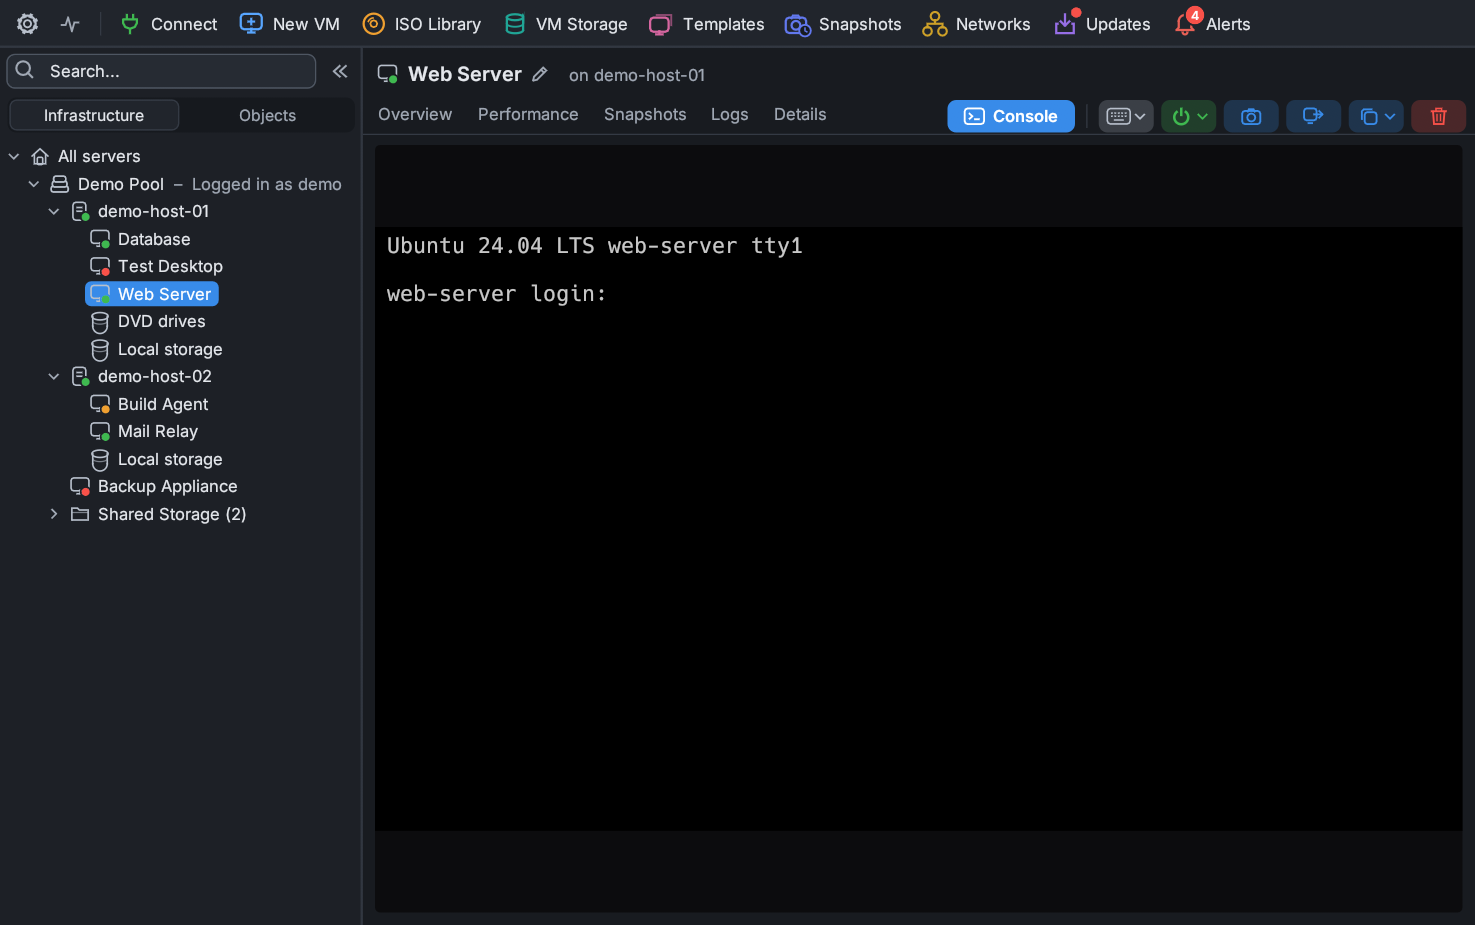 Connect New VM ISO Library VM Storage Templates Snapshots Networks Updates 4 Alerts
Search...
Infrastructure Objects
All servers
Demo Pool – Logged in as demo
demo-host-01
Database
Test Desktop
Web Server
DVD drives
Local storage
demo-host-02
Build Agent
Mail Relay
Local storage
Backup Appliance
Shared Storage (2)
Web Server on demo-host-01
Overview Performance Snapshots Logs Details Console
Ubuntu 24.04 LTS web-server tty1
web-server login: